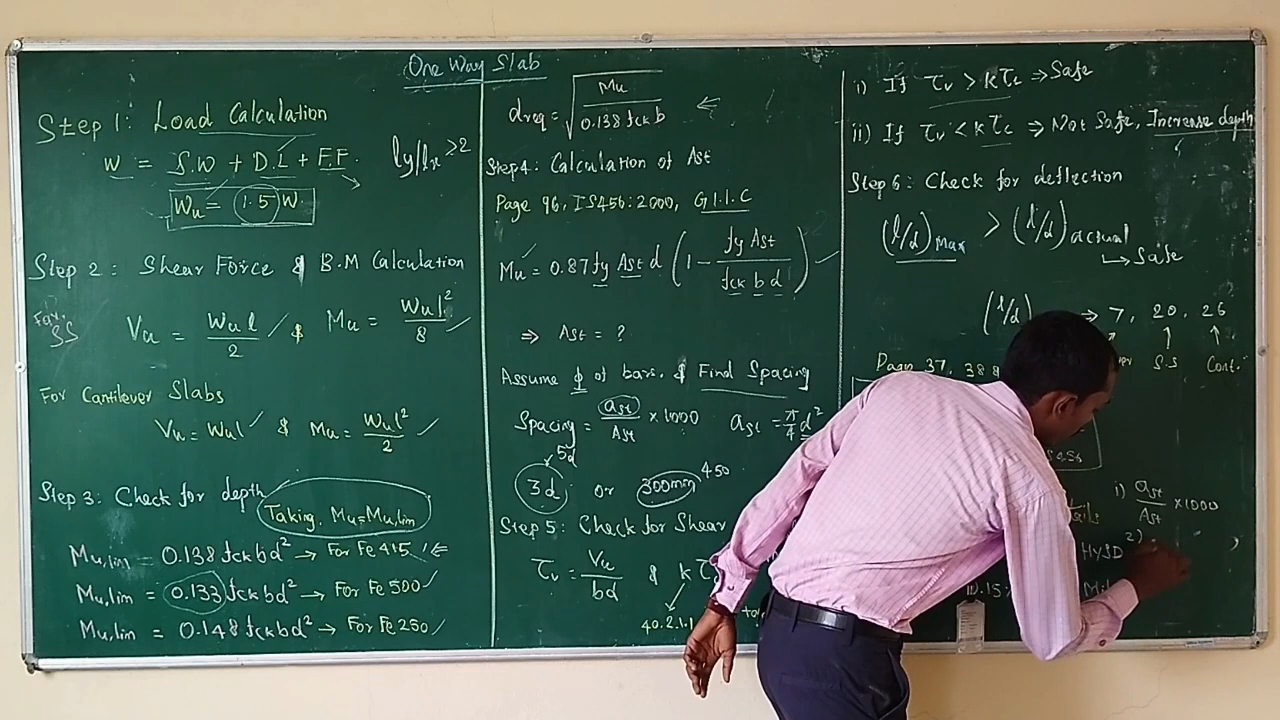 One Way Slab
Step 1: Load Calculation
W = S.W + D.L + F.F.
ly/lx ≥ 2
Wu = 1.5 W.
Step 2: Shear Force & B.M Calculation
For SS
Vu = Wu l / 2 & Mu = Wu l² / 8
For Cantilever Slabs
Vu = Wu l & Mu = Wu l² / 2
Step 3: Check for depth
Taking, Mu = Mu,lim
Mu,lim = 0.138 fck bd² → For Fe 415
Mu,lim = 0.133 fck bd² → For Fe 500
Mu,lim = 0.148 fck bd² → For Fe 250
dreq = √(Mu / 0.138 fck b) ⇐
Step 4: Calculation of Ast
Page 96, IS456:2000, G 1.1.C
Mu = 0.87 fy Ast d (1 - fy Ast / fck b d)
⇒ Ast = ?
Assume ϕ of bars. & Find Spacing
Spacing = ast / Ast × 1000 ast = π/4 d²
5d
3d or 300mm 450
Step 5: Check for Shear
τv = Vu / bd & k
40.2.1.1
i) If τv > kτc ⇒ Safe
ii) If τv < kτc ⇒ Not Safe, Increase depth
Step 6: Check for deflection
(l/d) Max > (l/d) actual
↳ Safe
(l/d) ⇒ 7, 20, 26
S.S Cont.
Page 37, 38 &
i) ast / Ast × 1000
HYSD 2)